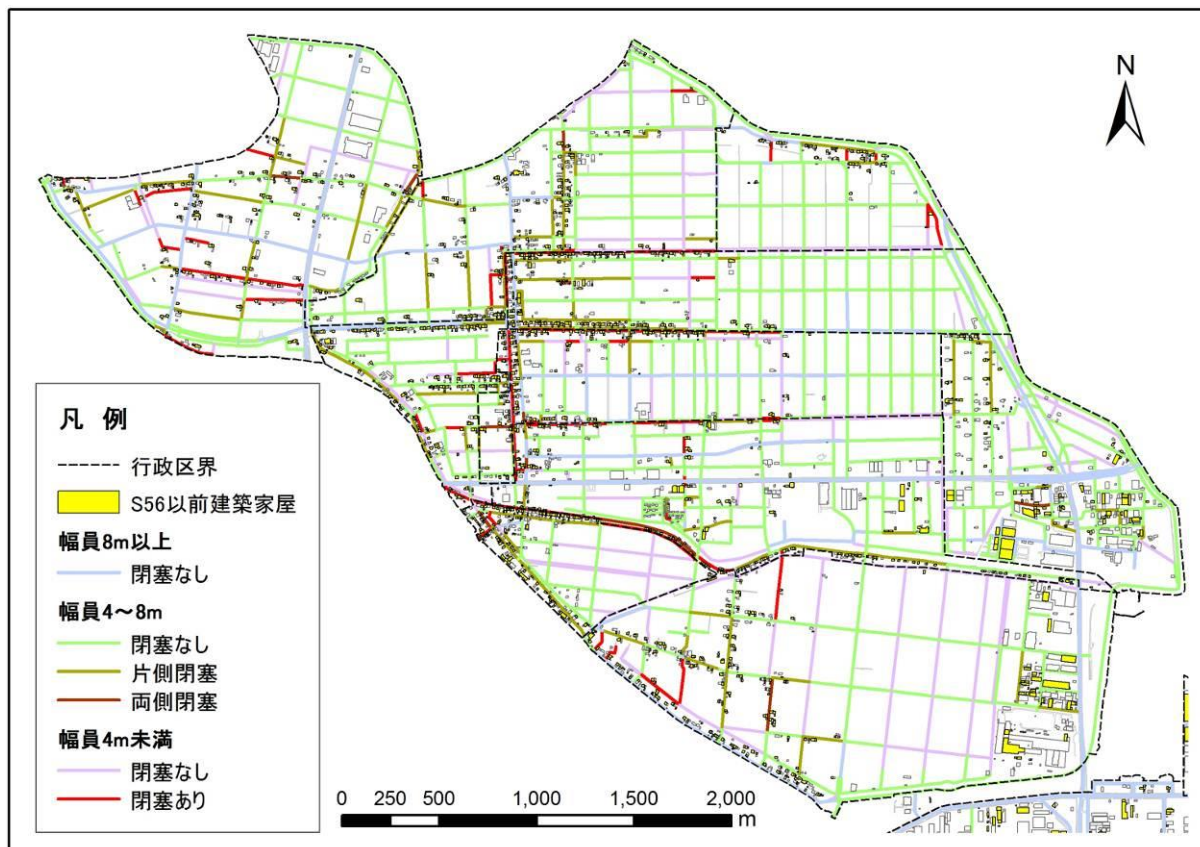 N
凡 例
行政区界
S56以前建築家屋
幅員8m以上
閉塞なし
幅員4～8m
閉塞なし
片側閉塞
両側閉塞
幅員4m未満
閉塞なし
閉塞あり
0 250 500 1,000 1,500 2,000
m